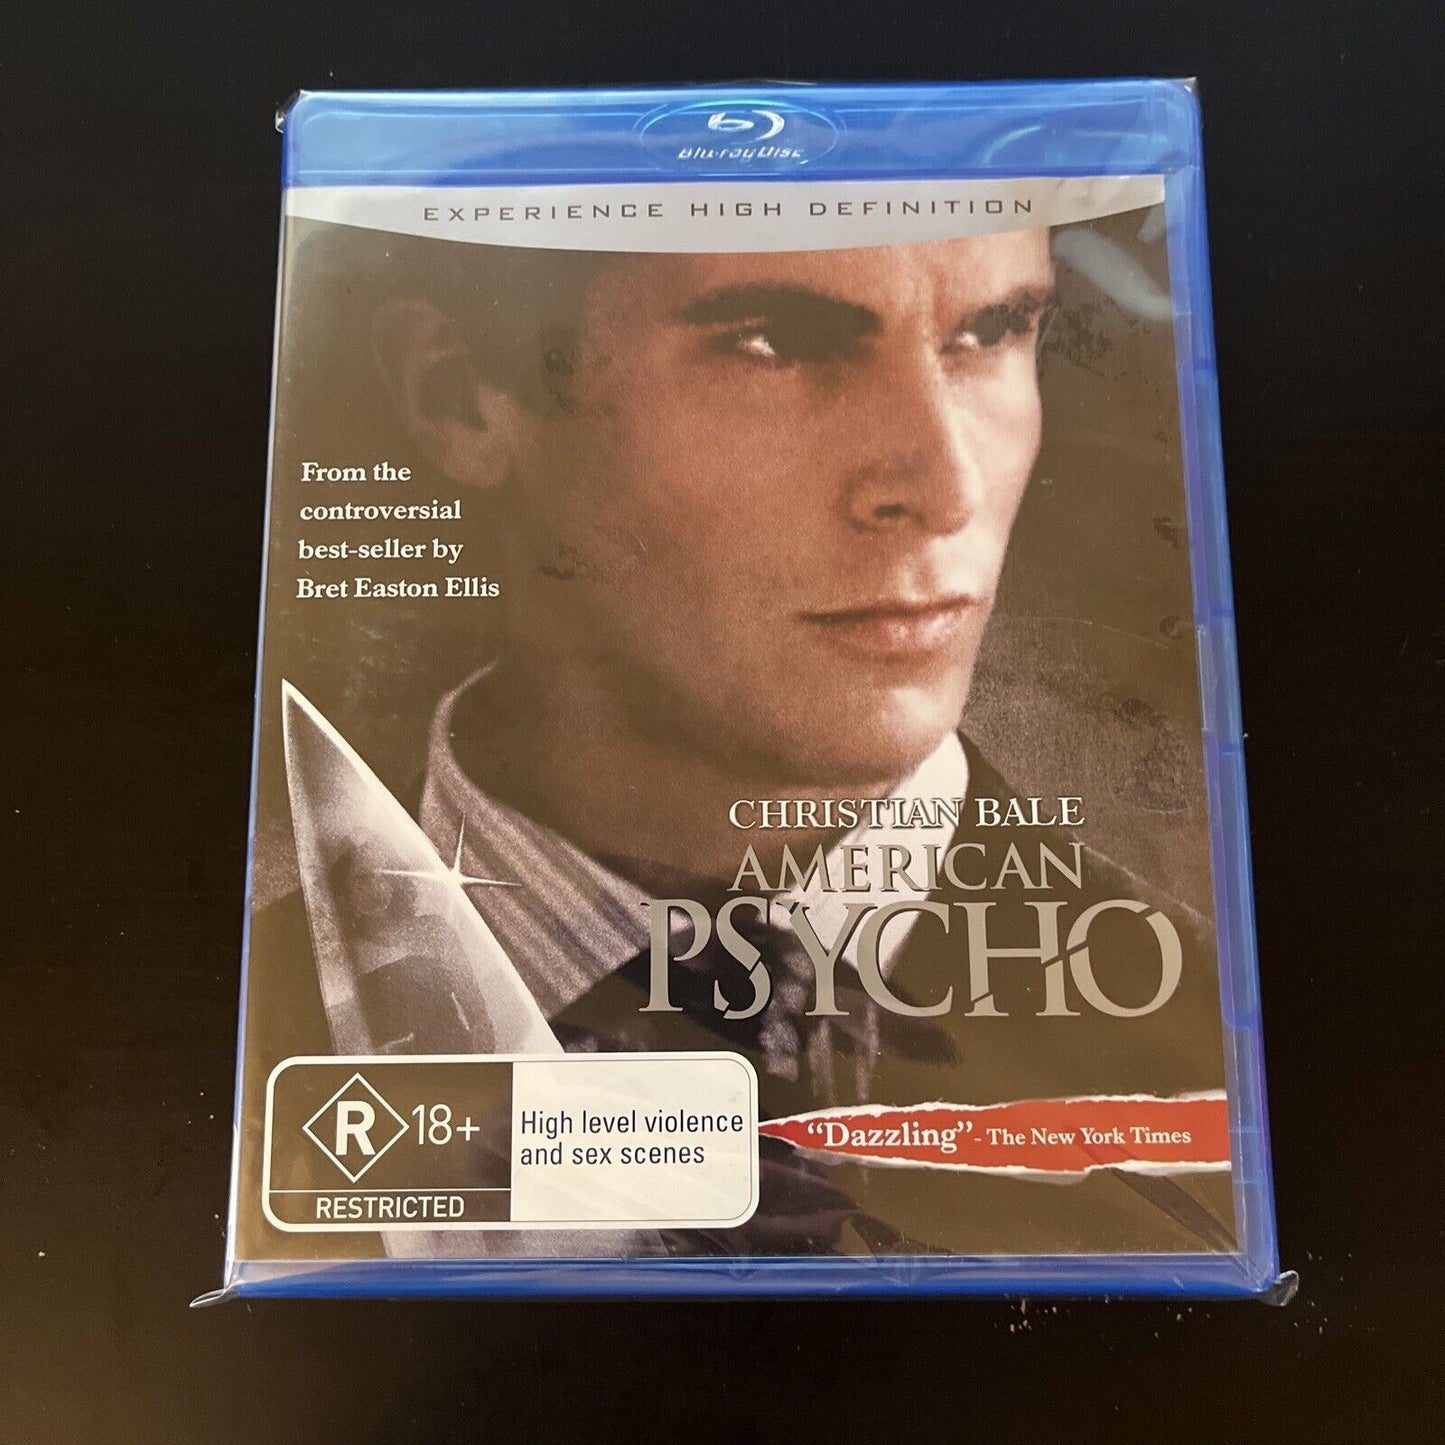 Blu-ray Disc
EXPERIENCE HIGH DEFINITION
From the
controversial
best-seller by
Bret Easton Ellis
CHRISTIAN BALE
AMERICAN
PSYCHO
R 18+
RESTRICTED
High level violence
and sex scenes
"Dazzling" - The New York Times